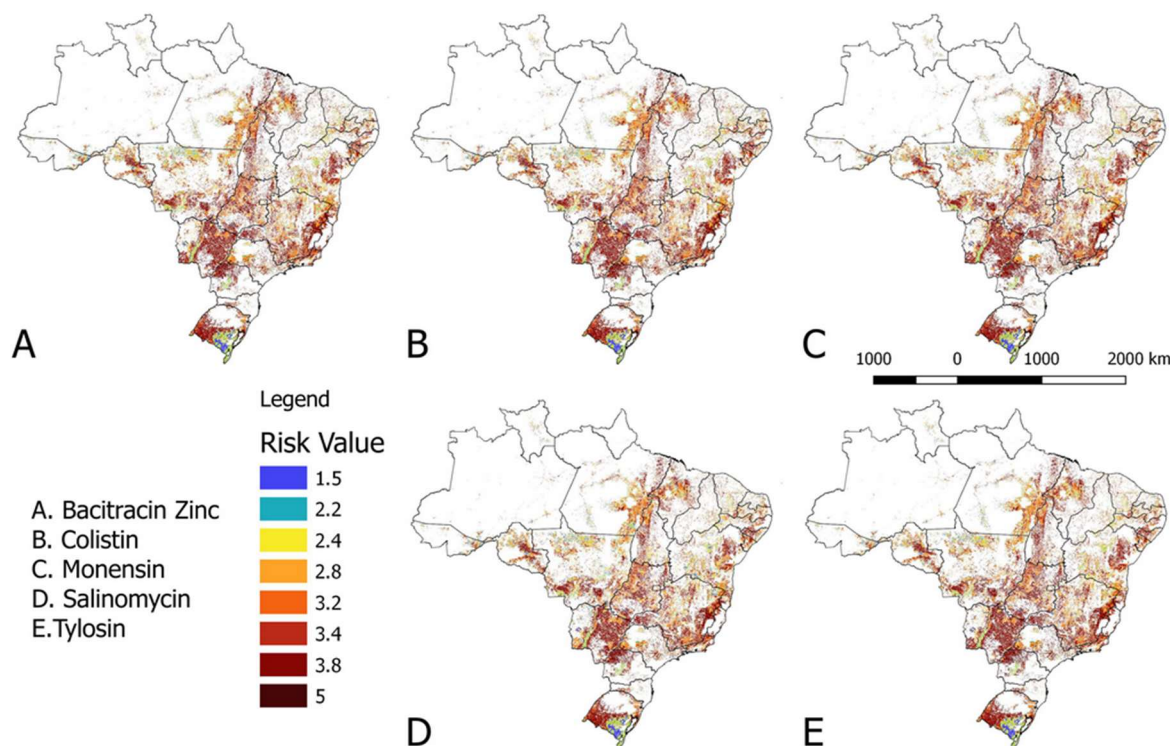 A
B
C
1000 0 1000 2000 km
Legend
Risk Value
1.5
2.2
2.4
2.8
3.2
3.4
3.8
5
A. Bacitracin Zinc
B. Colistin
C. Monensin
D. Salinomycin
E.Tylosin
D
E